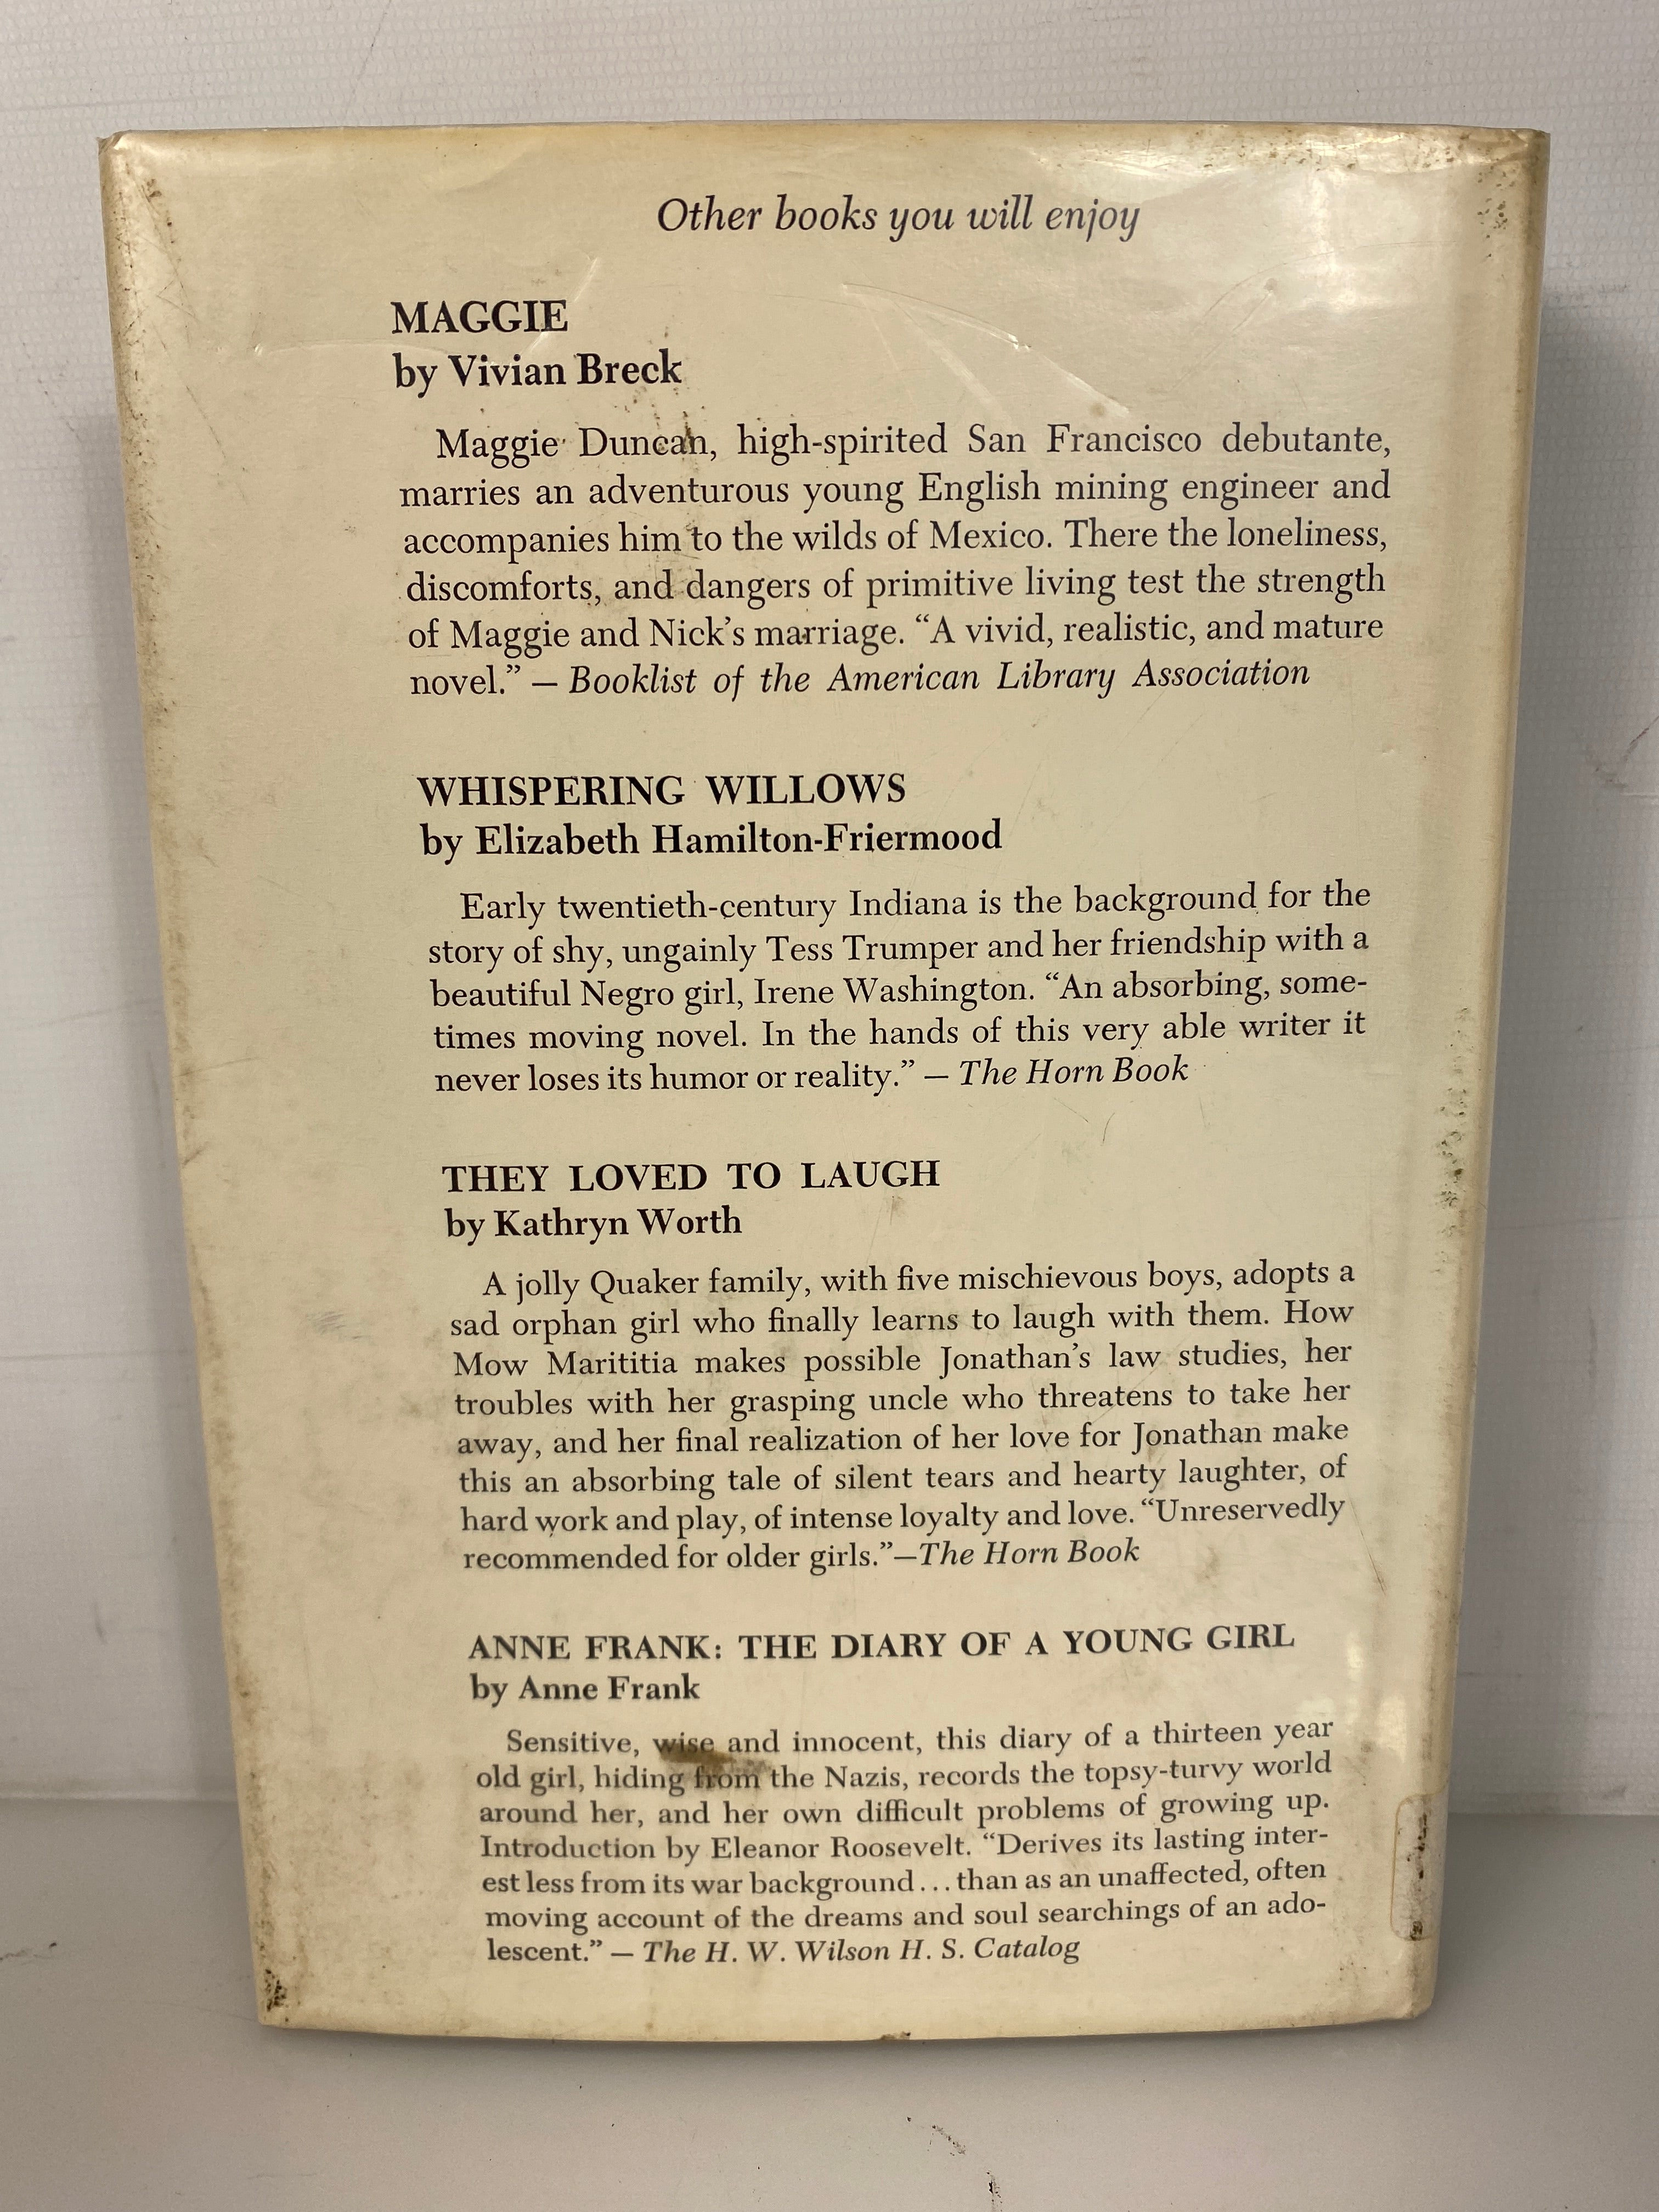 Other books you will enjoy
MAGGIE
by Vivian Breck
Maggie Duncan, high-spirited San Francisco debutante,
marries an adventurous young English mining engineer and
accompanies him to the wilds of Mexico. There the loneliness,
discomforts, and dangers of primitive living test the strength
of Maggie and Nick's marriage. “A vivid, realistic, and mature
novel.” — Booklist of the American Library Association
WHISPERING WILLOWS
by Elizabeth Hamilton-Friermood
Early twentieth-century Indiana is the background for the
story of shy, ungainly Tess Trumper and her friendship with a
beautiful Negro girl, Irene Washington. “An absorbing, some-
times moving novel. In the hands of this very able writer it
never loses its humor or reality.” — The Horn Book
THEY LOVED TO LAUGH
by Kathryn Worth
A jolly Quaker family, with five mischievous boys, adopts a
sad orphan girl who finally learns to laugh with them. How
Mow Marititia makes possible Jonathan's law studies, her
troubles with her grasping uncle who threatens to take her
away, and her final realization of her love for Jonathan make
this an absorbing tale of silent tears and hearty laughter, of
hard work and play, of intense loyalty and love. “Unreservedly
recommended for older girls.”—The Horn Book
ANNE FRANK: THE DIARY OF A YOUNG GIRL
by Anne Frank
Sensitive, wise and innocent, this diary of a thirteen year
old girl, hiding from the Nazis, records the topsy-turvy world
around her, and her own difficult problems of growing up.
Introduction by Eleanor Roosevelt. “Derives its lasting inter-
est less from its war background . . . than as an unaffected, often
moving account of the dreams and soul searchings of an ado-
lescent.” — The H. W. Wilson H. S. Catalog